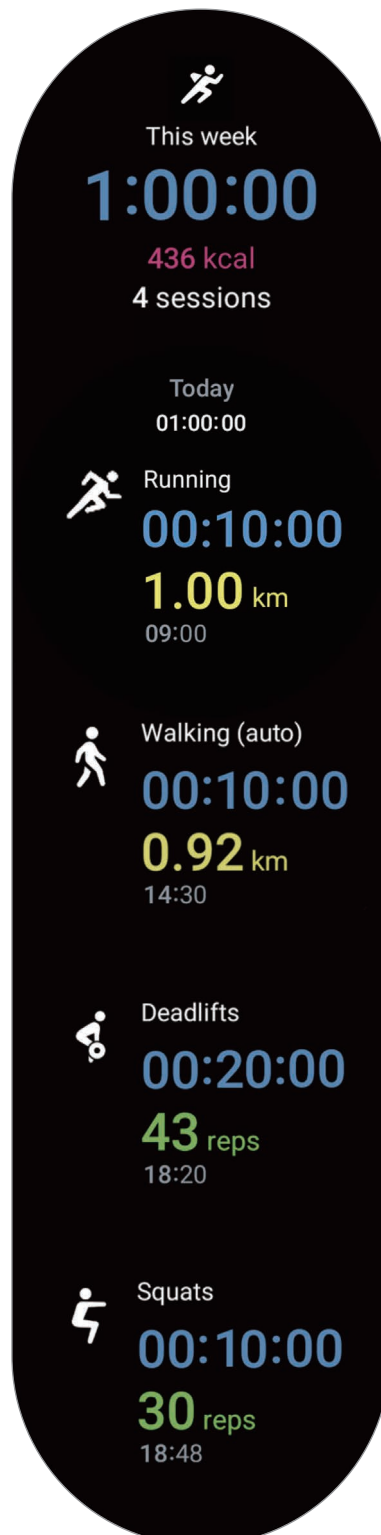 This week
1:00:00
436 kcal
4 sessions
Today
01:00:00
Running
00:10:00
1.00 km
09:00
Walking (auto)
00:10:00
0.92 km
14:30
Deadlifts
00:20:00
43 reps
18:20
Squats
00:10:00
30 reps
18:48